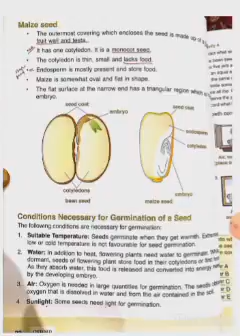 Maize seed
• The outermost covering which encloses the seed is made up of
fruit wall and testa.
• It has one cotyledon. It is a monocot seed.
• The cotyledon is thin, small and lacks food.
• Endosperm is mostly present and store food.
• Maize is somewhat oval and flat in shape.
• The flat surface at the narrow end has a triangular region which
embryo.
seed coat
embryo
cotyledons
bean seed
seed coat
endosperm
cotyledon
embryo
maize seed
Conditions Necessary for Germination of a Seed
The following conditions are necessary for germination:
1. Suitable Temperature: Seeds germinate when they get warmth. Extreme
low or cold temperature is not favourable for seed germination.
2. Water: In addition to heat, flowering plants need water to germinate.
dormant, seeds of flowering plant store food in their cotyledons or
As they absorb water, this food is released and converted into energy
by the developing embryo.
3. Air: Oxygen is needed in large quantities for germination. The seeds
oxygen that is dissolved in water and from the air contained in the soil.
4. Sunlight: Some seeds need light for germination.